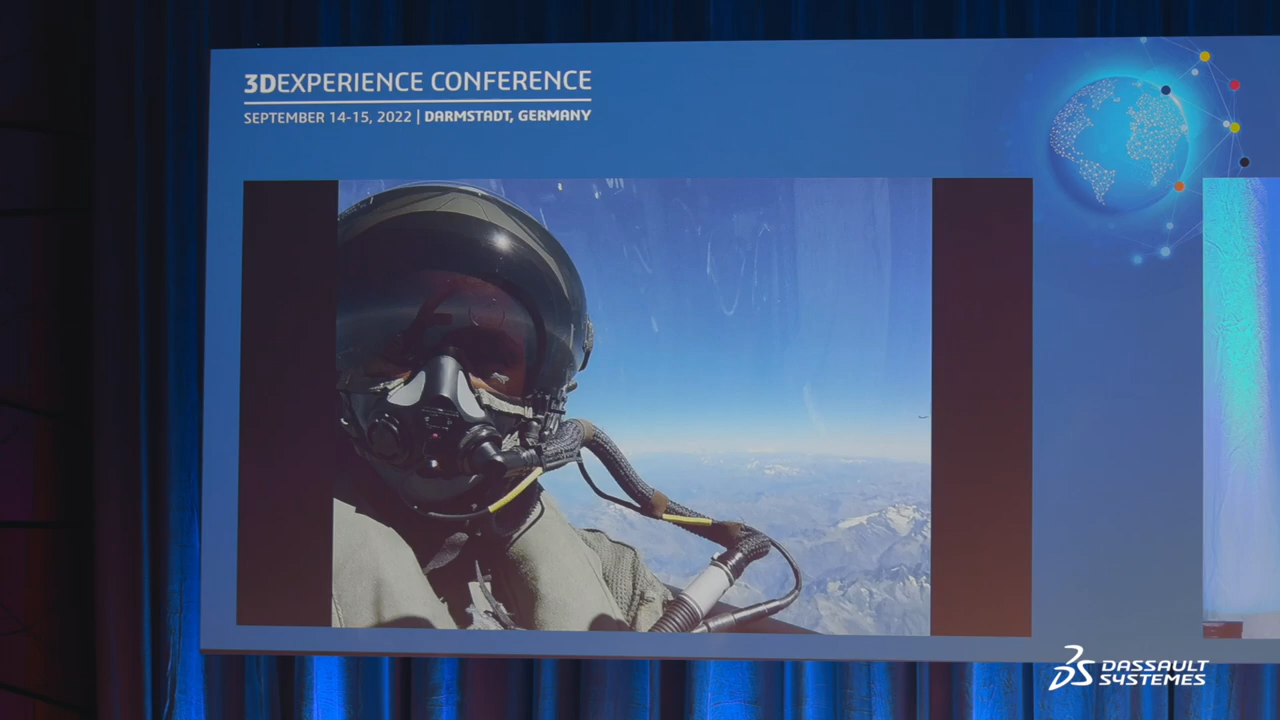 3DEXPERIENCE CONFERENCE
SEPTEMBER 14-15, 2022 | DARMSTADT, GERMANY
DASSAULT
SYSTEMES